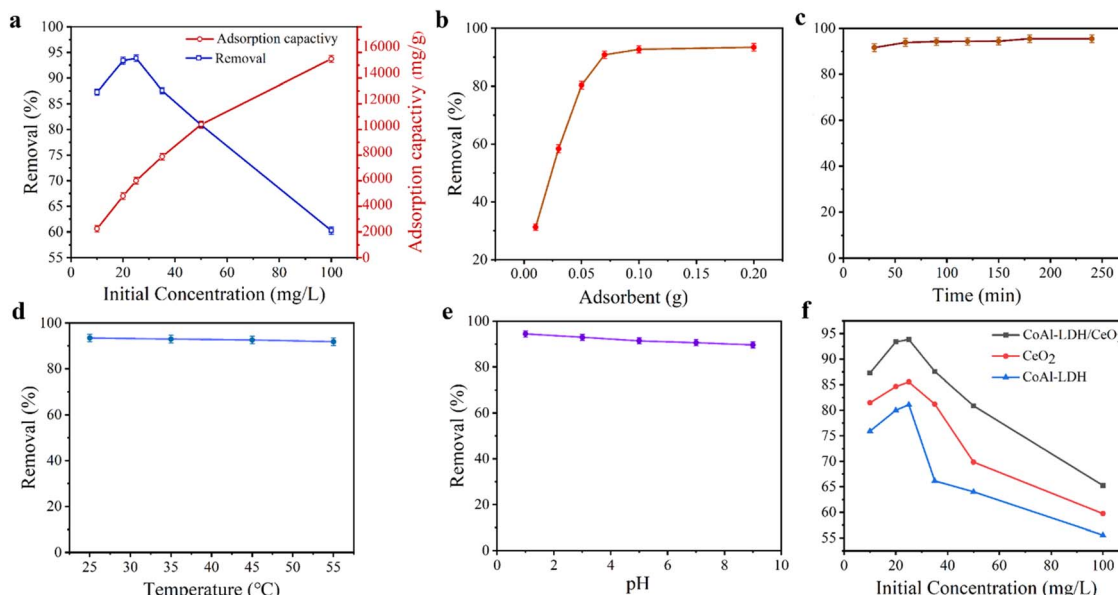 a
Removal (%)
95
90
85
80
75
70
65
60
55
0 20 40 60 80 100
Initial Concentration (mg/L)
Adsorption capactivy
Removal
16000
14000
12000
10000
8000
6000
4000
2000
0
Adsorption capactivy (mg/g)
b
Removal (%)
100
80
60
40
20
0.00 0.05 0.10 0.15 0.20
Adsorbent (g)
c
100
80
60
40
20
0
0 50 100 150 200 250
Time (min)
d
Removal (%)
100
80
60
40
20
0
25 30 35 40 45 50 55
Temperature (°C)
e
Removal (%)
100
80
60
40
20
0
0 2 4 6 8 10
pH
f
Removal (%)
95
90
85
80
75
70
65
60
55
0 20 40 60 80 100
Initial Concentration (mg/L)
CoAl-LDH/CeO
CeO2
CoAl-LDH